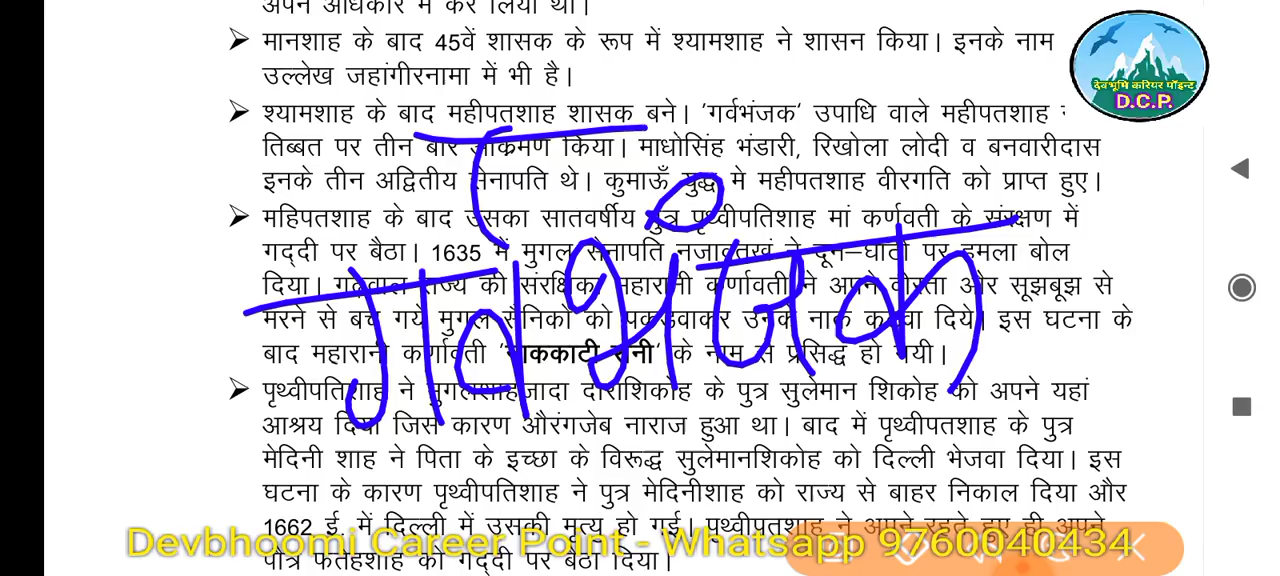 अपने अधिकार में कर लिया था।
➢ मानशाह के बाद 45वें शासक के रूप में श्यामशाह ने शासन किया। इनके नाम
उल्लेख जहांगीरनामा में भी है।
➢ श्यामशाह के बाद महीपतशाह शासक बने। 'गर्वभंजक' उपाधि वाले महीपतशाह
तिब्बत पर तीन बार आक्रमण किया। माधोसिंह भंडारी, रिखोला लोदी व बनवारीदास
इनके तीन अद्वितीय सेनापति थे। कुमाऊँ युद्ध मे महीपतशाह वीरगति को प्राप्त हुए।
➢ महिपतशाह के बाद उसका सातवर्षीय पुत्र पृथ्वीपतिशाह मां कर्णवती के संरक्षण में
गद्दी पर बैठा। 1635 में मुगल सेनापति नजावतखं ने दून–घाटी पर हमला बोल
दिया। गढ़वाल राज्य की संरक्षिक महारानी कर्णावती ने अपने वीरता और सूझबूझ से
मरने से बच गये मुगल सैनिकों को पकडवाकर उनके नाक कटवा दिये। इस घटना के
बाद महारानी कर्णावती 'नाककाटी रानी' के नाम से प्रसिद्ध हो गयी।
गर्वभंजक
➢ पृथ्वीपतिशाह ने मुगलशाहजादा दाराशिकोह के पुत्र सुलेमान शिकोह को अपने यहां
आश्रय दिया जिस कारण औरंगजेब नाराज हुआ था। बाद में पृथ्वीपतशाह के पुत्र
मेदिनी शाह ने पिता के इच्छा के विरूद्ध सुलेमानशिकोह को दिल्ली भेजवा दिया। इस
घटना के कारण पृथ्वीपतिशाह ने पुत्र मेदिनीशाह को राज्य से बाहर निकाल दिया और
1662 ई. में दिल्ली में उसकी मृत्यु हो गई। पृथ्वीपतशाह ने अपने रहते हुए ही अपने
पौत्र फतेहशाह को गद्दी पर बैठा दिया।
देवभूमि करियर पॉइन्ट
D.C.P.
Devbhoomi Career Point - Whatsapp 9760040434